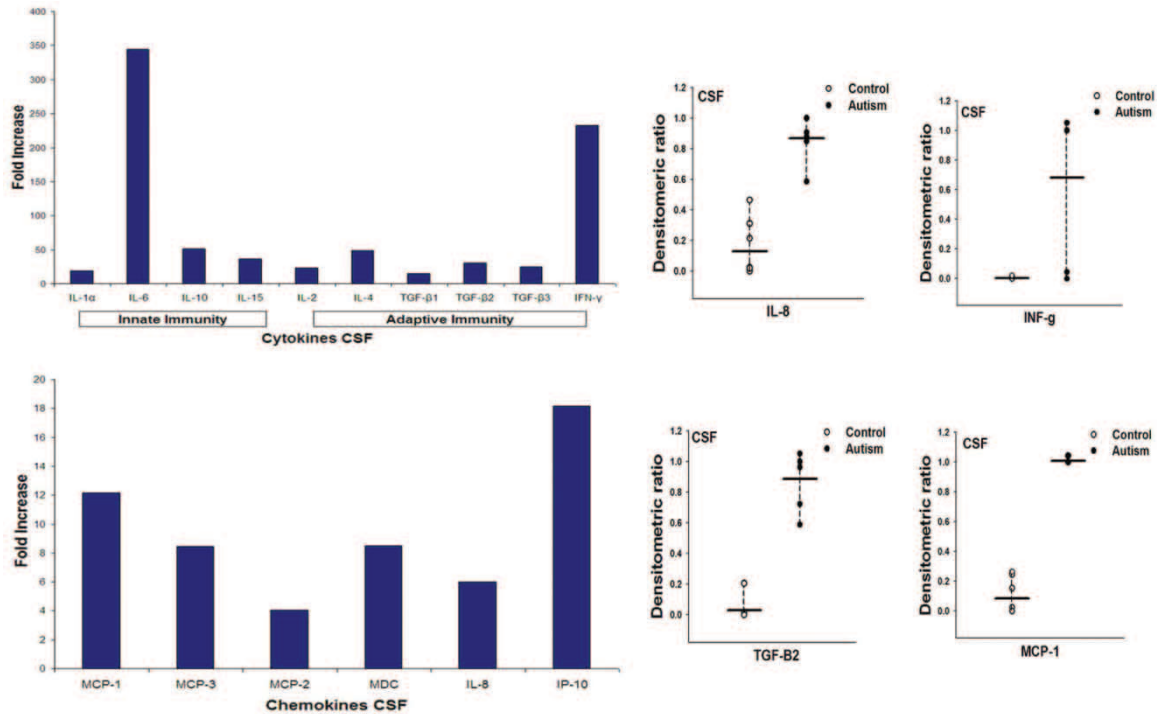 400
350
300
250
200
150
100
50
0
Fold Increase
IL-1α IL-6 IL-10 IL-15 IL-2 IL-4 TGF-β1 TGF-β2 TGF-β3 IFN-γ
Innate Immunity Adaptive Immunity
Cytokines CSF
CSF
Control
Autism
1.2
1.0
0.8
0.6
0.4
0.2
0.0
Densitomeric ratio
IL-8
CSF
Control
Autism
1.2
1.0
0.8
0.6
0.4
0.2
0.0
Densitometric ratio
INF-g
20
18
16
14
12
10
8
6
4
2
0
Fold Increase
MCP-1 MCP-3 MCP-2 MDC IL-8 IP-10
Chemokines CSF
CSF
Control
Autism
1.2
1.0
0.8
0.6
0.4
0.2
0.0
Densitometric ratio
TGF-B2
CSF
Control
Autism
1.2
1.0
0.8
0.6
0.4
0.2
0.0
Densitometric ratio
MCP-1